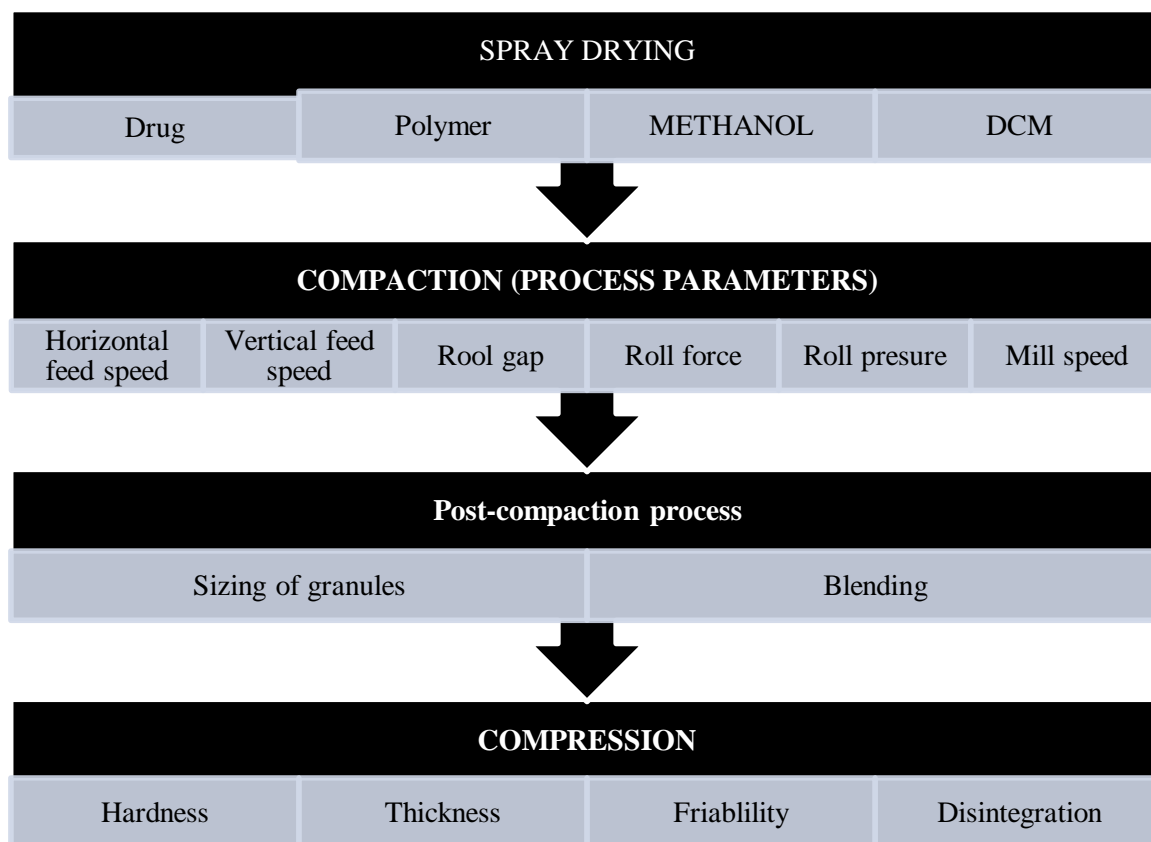 SPRAY DRYING
Drug
Polymer
METHANOL
DCM
COMPACTION (PROCESS PARAMETERS)
Horizontal
feed speed
Vertical feed
speed
Rool gap
Roll force
Roll presure
Mill speed
Post-compaction process
Sizing of granules
Blending
COMPRESSION
Hardness
Thickness
Friablility
Disintegration